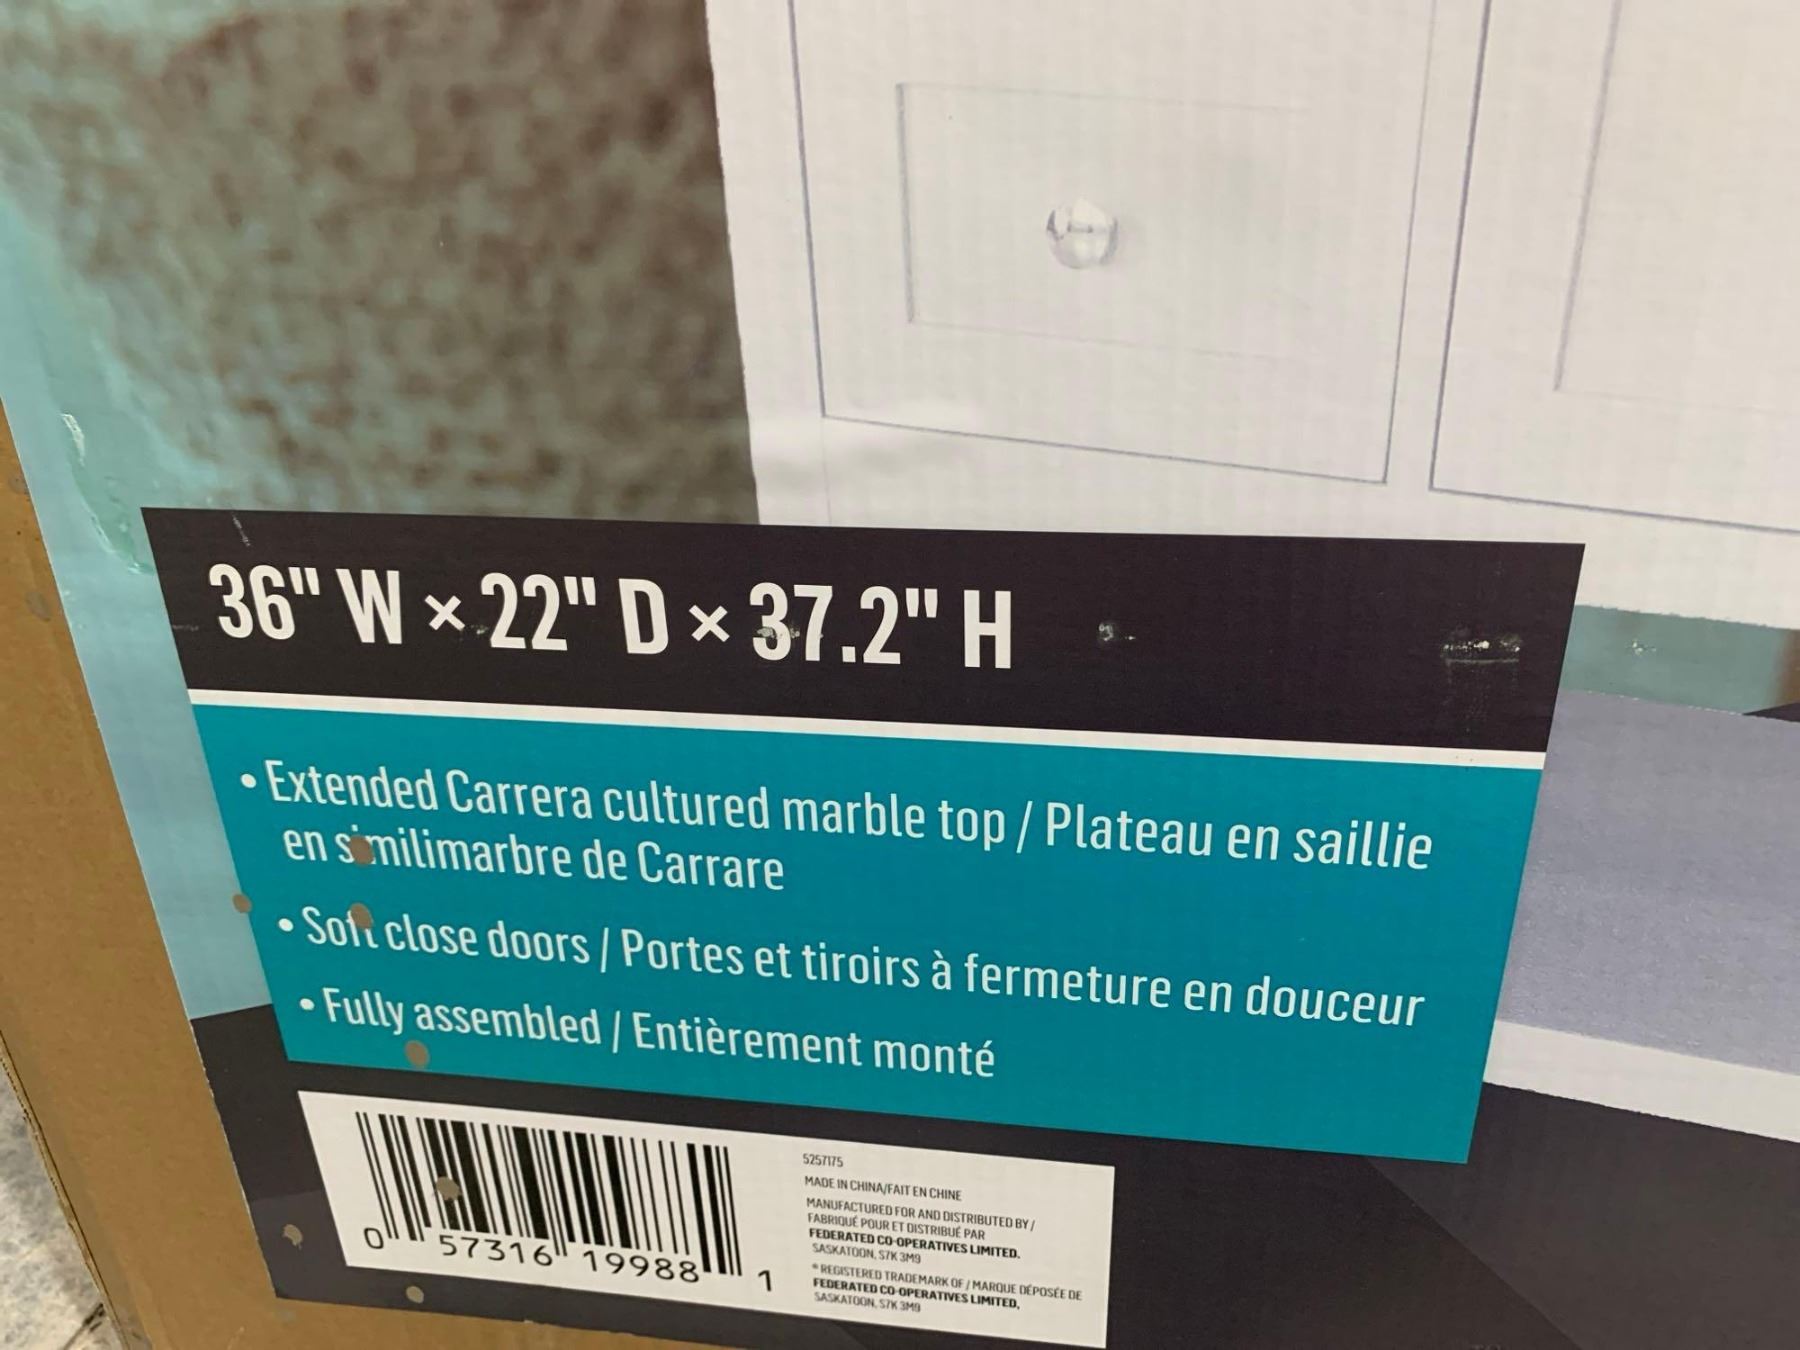 36" W × 22" D × 37.2" H
• Extended Carrera cultured marble top / Plateau en saillie
en similimarbre de Carrare
• Soft close doors / Portes et tiroirs à fermeture en douceur
• Fully assembled / Entièrement monté
0 57316 19988 1
5257175
MADE IN CHINA/FAIT EN CHINE
MANUFACTURED FOR AND DISTRIBUTED BY /
FABRIQUÉ POUR ET DISTRIBUÉ PAR
FEDERATED CO-OPERATIVES LIMITED.
SASKATOON, S7K 3M9
® REGISTERED TRADEMARK OF / MARQUE DÉPOSÉE DE
FEDERATED CO-OPERATIVES LIMITED,
SASKATOON, S7K 3M9